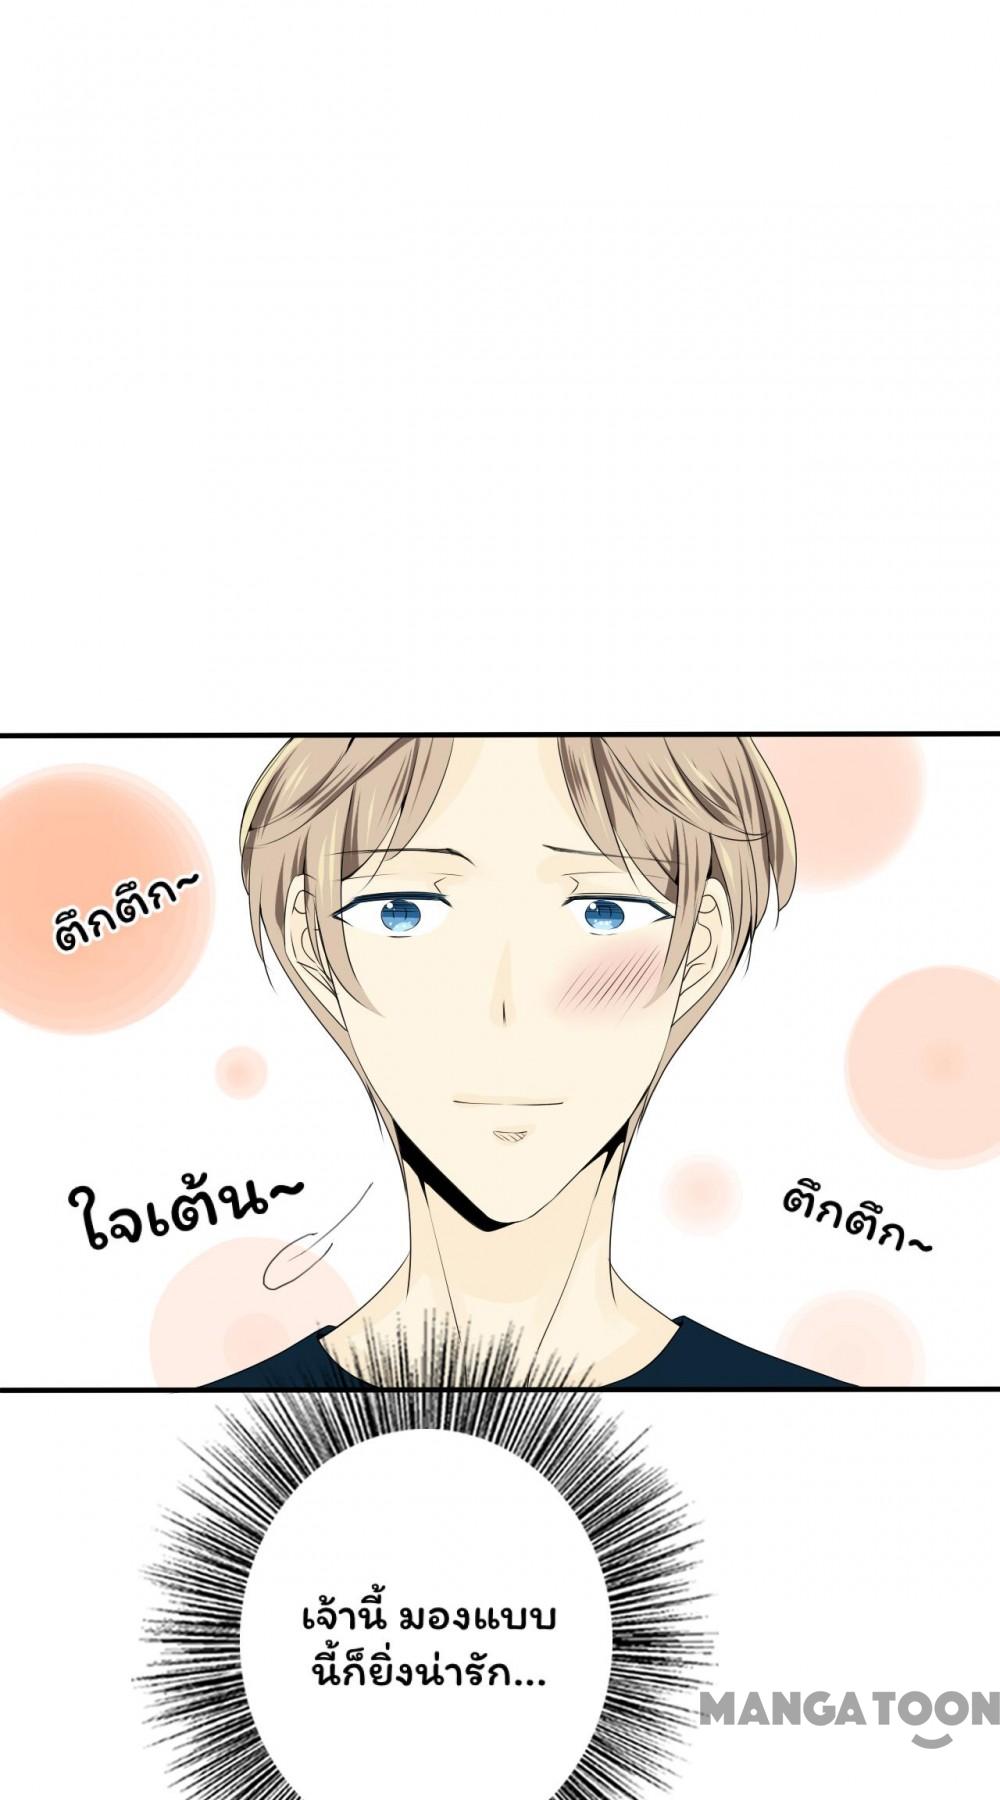 ตึกตึก~
ใจเต้น~
ตึกตึก~
เจ้านี้ มองแบบ
นี้ก็ยิ่งน่ารัก...
MANGATOON